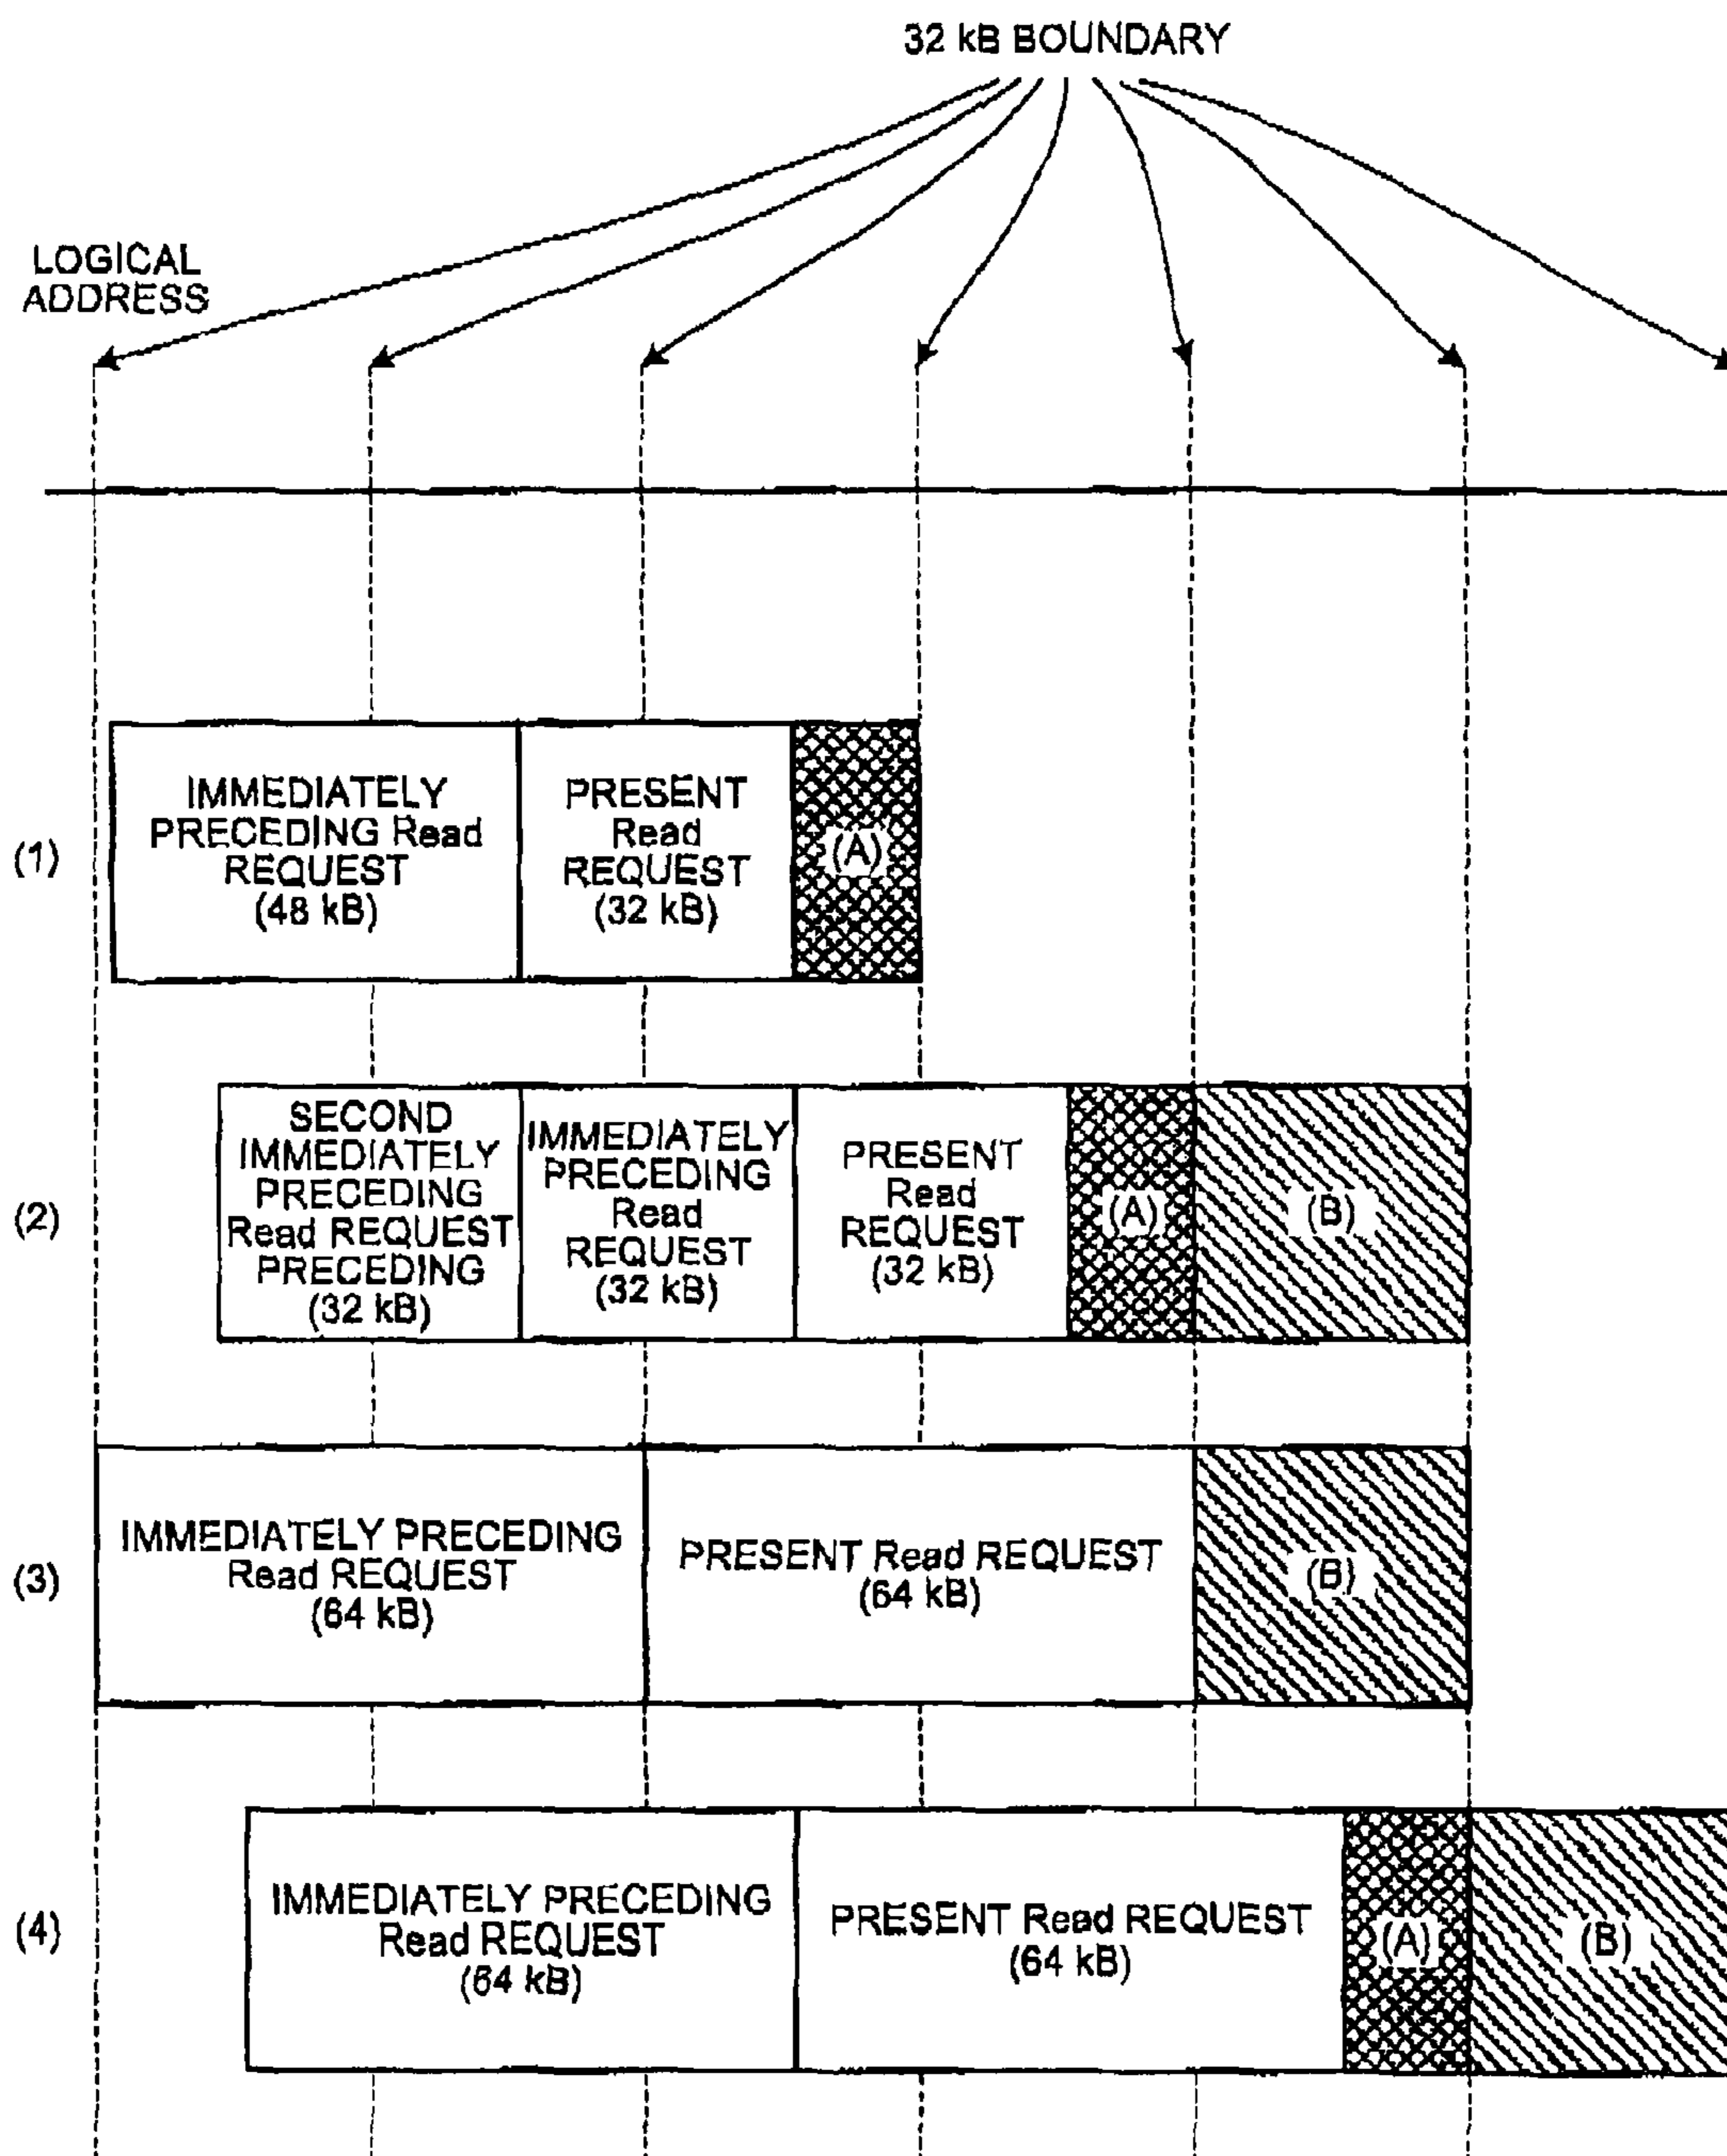 32 kB BOUNDARY
LOGICAL
ADDRESS
(1)
IMMEDIATELY
PRECEDING Read
REQUEST
(48 kB)
PRESENT
Read
REQUEST
(32 kB)
(A)
(2)
SECOND
IMMEDIATELY
PRECEDING
Read REQUEST
PRECEDING
(32 kB)
IMMEDIATELY
PRECEDING
Read
REQUEST
(32 kB)
PRESENT
Read
REQUEST
(32 kB)
(A)
(B)
(3)
IMMEDIATELY PRECEDING
Read REQUEST
(64 kB)
PRESENT Read REQUEST
(64 kB)
(B)
(4)
IMMEDIATELY PRECEDING
Read REQUEST
(64 kB)
PRESENT Read REQUEST
(64 kB)
(A)
(B)